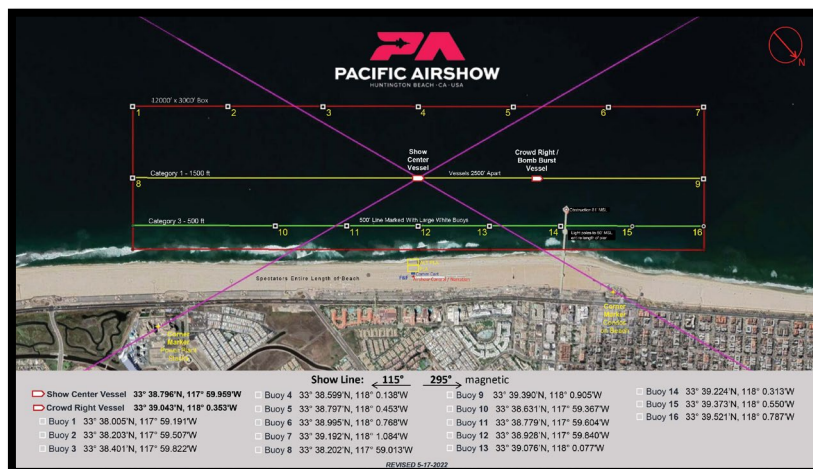 PACIFIC AIRSHOW
HUNTINGTON BEACH · CA · USA
N
12000' x 3000' Box
1
2
3
4
5
6
7
Show
Center
Vessel
Crowd Right /
Bomb Burst
Vessel
Category 1 - 1500 ft
Vessels 2500' Apart
8
9
Category 3 - 500 ft
500' Line Marked With Large White Buoys
10
11
12
13
14
15
16
Spectators Entire Length of Beach
Corner
Market
Corner
Market
on Beach
Show Line: 115° 295° magnetic
Show Center Vessel 33° 38.796'N, 117° 59.959'W
Crowd Right Vessel 33° 39.043'N, 118° 0.353'W
Buoy 1 33° 38.005'N, 117° 59.191'W
Buoy 2 33° 38.203'N, 117° 59.507'W
Buoy 3 33° 38.401'N, 117° 59.822'W
Buoy 4 33° 38.599'N, 118° 0.138'W
Buoy 5 33° 38.797'N, 118° 0.453'W
Buoy 6 33° 38.995'N, 118° 0.768'W
Buoy 7 33° 39.192'N, 118° 1.084'W
Buoy 8 33° 38.202'N, 117° 59.013'W
Buoy 9 33° 39.390'N, 118° 0.905'W
Buoy 10 33° 38.631'N, 117° 59.367'W
Buoy 11 33° 38.779'N, 117° 59.604'W
Buoy 12 33° 38.928'N, 117° 59.840'W
Buoy 13 33° 39.076'N, 118° 0.077'W
Buoy 14 33° 39.224'N, 118° 0.313'W
Buoy 15 33° 39.373'N, 118° 0.550'W
Buoy 16 33° 39.521'N, 118° 0.787'W
REVISED 5-17-2022